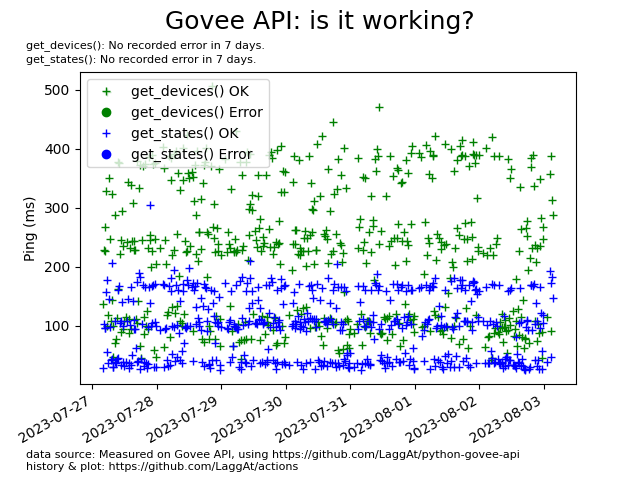 Govee API: is it working?
get_devices(): No recorded error in 7 days.
get_states(): No recorded error in 7 days.
get_devices() OK
get_devices() Error
get_states() OK
get_states() Error
Ping (ms)
500
400
300
200
100
2023-07-27
2023-07-28
2023-07-29
2023-07-30
2023-07-31
2023-08-01
2023-08-02
2023-08-03
data source: Measured on Govee API, using https://github.com/LaggAt/python-govee-api
history & plot: https://github.com/LaggAt/actions